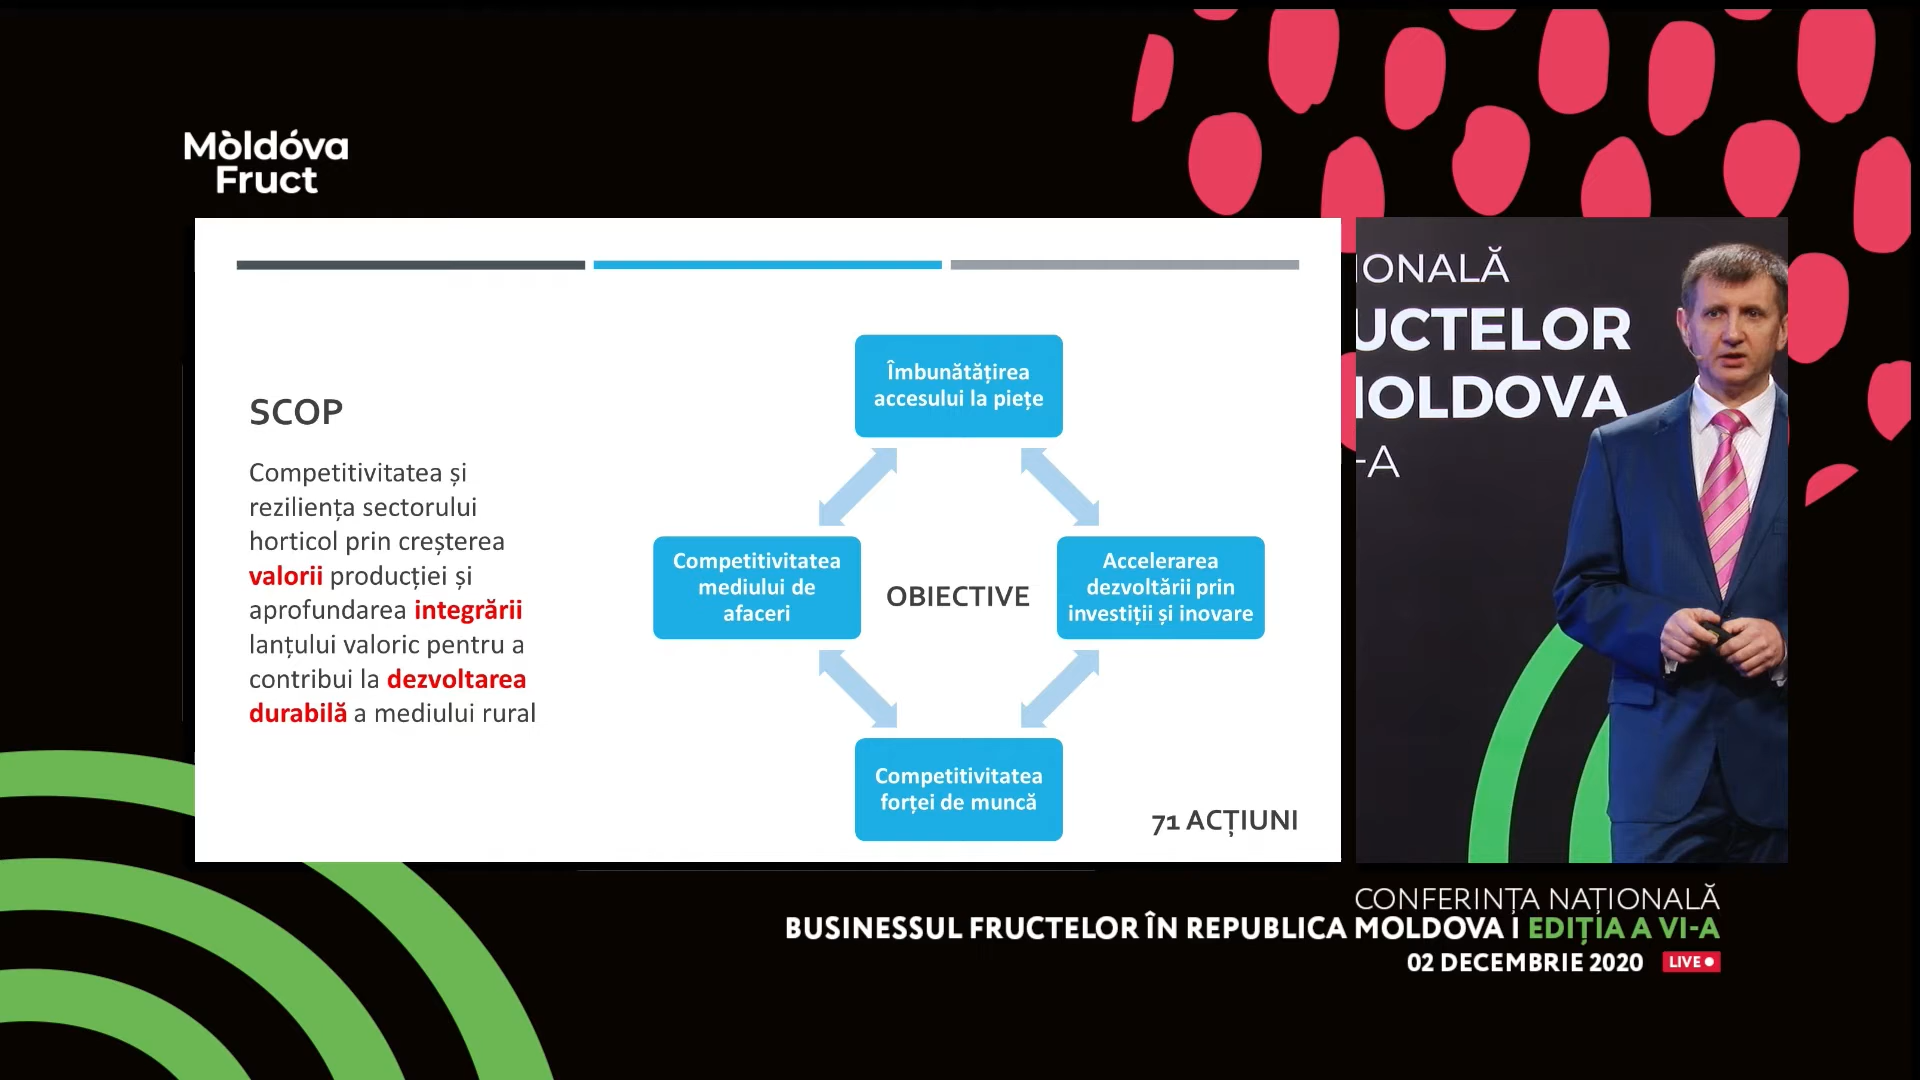 Mòldóva
Fruct
SCOP
Competitivitatea și
reziliența sectorului
horticol prin creșterea
valorii producției și
aprofundarea integrării
lanțului valoric pentru a
contribui la dezvoltarea
durabilă a mediului rural
Îmbunătățirea
accesului la piețe
Competitivitatea
mediului de
afaceri
OBIECTIVE
Accelerarea
dezvoltării prin
investiții și inovare
Competitivitatea
forței de muncă
71 ACȚIUNI
IONALĂ
UCTELOR
MOLDOVA
-A
CONFERINȚA NAȚIONALĂ
BUSINESSUL FRUCTELOR ÎN REPUBLICA MOLDOVA I EDIȚIA A VI-A
02 DECEMBRIE 2020 LIVE